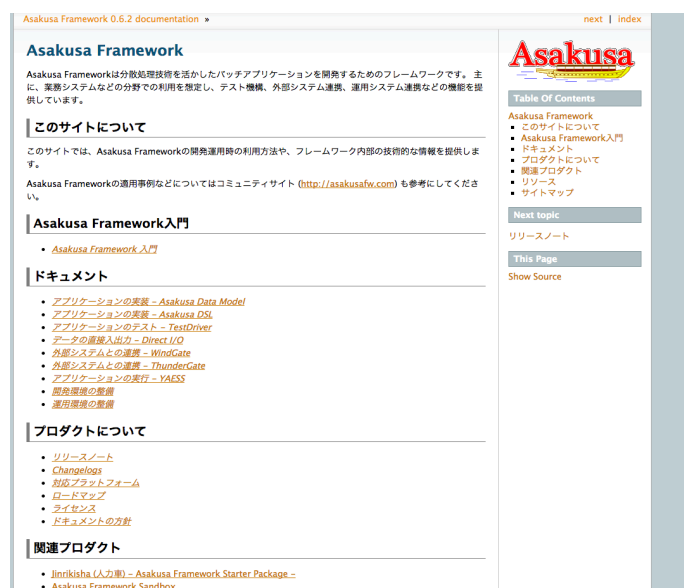 Asakusa Framework 0.6.2 documentation »
next | index
Asakusa Framework
Asakusa Frameworkは分散処理技術を活かしたバッチアプリケーションを開発するためのフレームワークです。 主
に、業務システムなどの分野での利用を想定し、テスト機構、外部システム連携、運用システム連携などの機能を提
供しています。
このサイトについて
このサイトでは、Asakusa Frameworkの開発運用時の利用方法や、フレームワーク内部の技術的な情報を提供しま
す。
Asakusa Frameworkの適用事例などについてはコミュニティサイト (http://asakusafw.com) も参考にしてくださ
い。
Asakusa Framework入門
Asakusa Framework 入門
ドキュメント
アプリケーションの実装 – Asakusa Data Model
アプリケーションの実装 – Asakusa DSL
アプリケーションのテスト – TestDriver
データの直接入出力 – Direct I/O
外部システムとの連携 – WindGate
外部システムとの連携 – ThunderGate
アプリケーションの実行 – YAESS
開発環境の整備
運用環境の整備
プロダクトについて
リリースノート
Changelogs
対応プラットフォーム
ロードマップ
ライセンス
ドキュメントの方針
関連プロダクト
Jinrikisha (人力車) – Asakusa Framework Starter Package –
Asakusa Framework Sandbox
Asakusa
Table Of Contents
Asakusa Framework
このサイトについて
Asakusa Framework入門
ドキュメント
プロダクトについて
関連プロダクト
リソース
サイトマップ
Next topic
リリースノート
This Page
Show Source